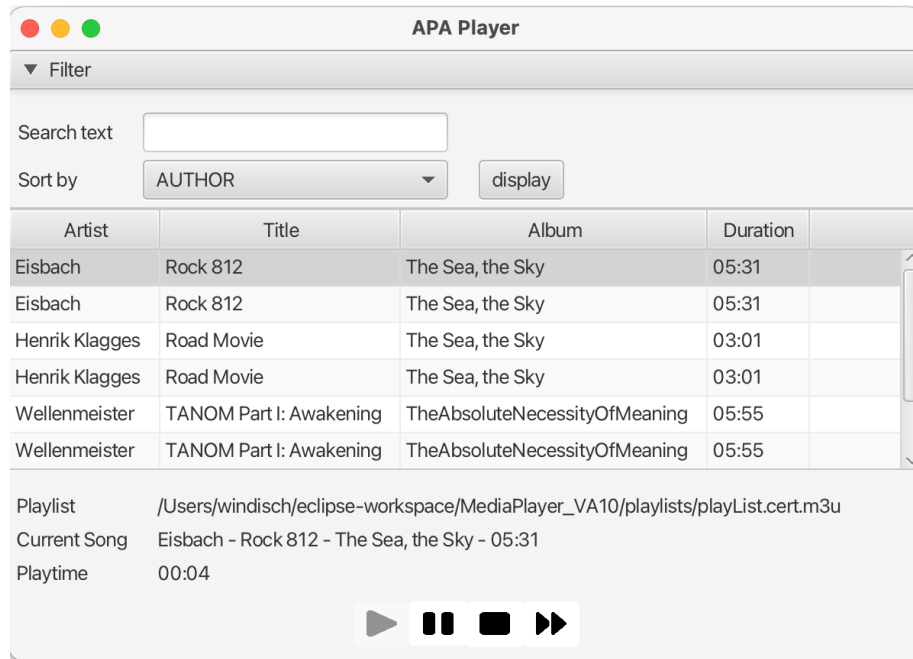 APA Player
Filter
Search text
Sort by AUTHOR display
Artist Title Album Duration
Eisbach Rock 812 The Sea, the Sky 05:31
Eisbach Rock 812 The Sea, the Sky 05:31
Henrik Klagges Road Movie The Sea, the Sky 03:01
Henrik Klagges Road Movie The Sea, the Sky 03:01
Wellenmeister TANOM Part I: Awakening TheAbsoluteNecessityOfMeaning 05:55
Wellenmeister TANOM Part I: Awakening TheAbsoluteNecessityOfMeaning 05:55
Playlist /Users/windisch/eclipse-workspace/MediaPlayer_VA10/playlists/playList.cert.m3u
Current Song Eisbach - Rock 812 - The Sea, the Sky - 05:31
Playtime 00:04